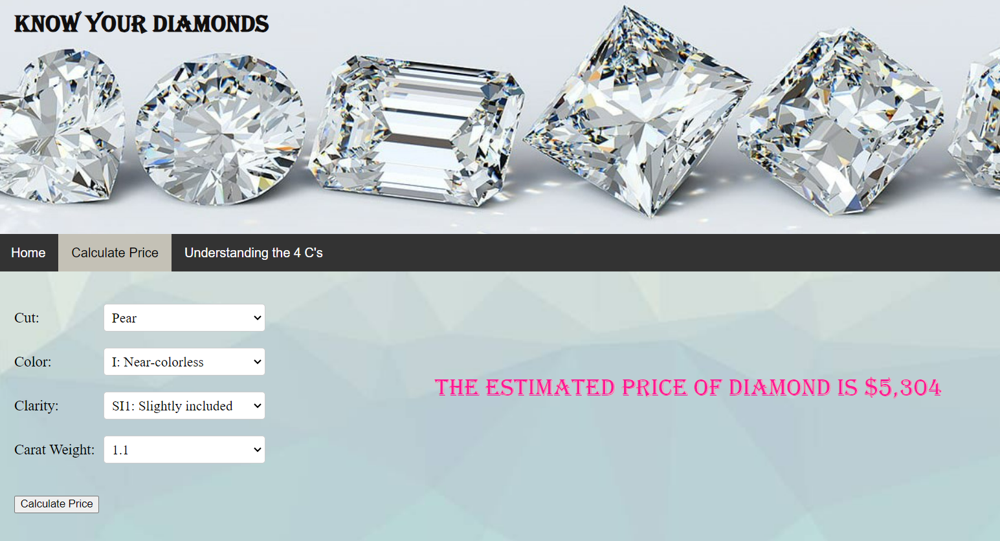 KNOW YOUR DIAMONDS
Home Calculate Price Understanding the 4 C's
Cut: Pear
Color: I: Near-colorless
THE ESTIMATED PRICE OF DIAMOND IS $5,304
Clarity: SI1: Slightly included
Carat Weight: 1.1
Calculate Price